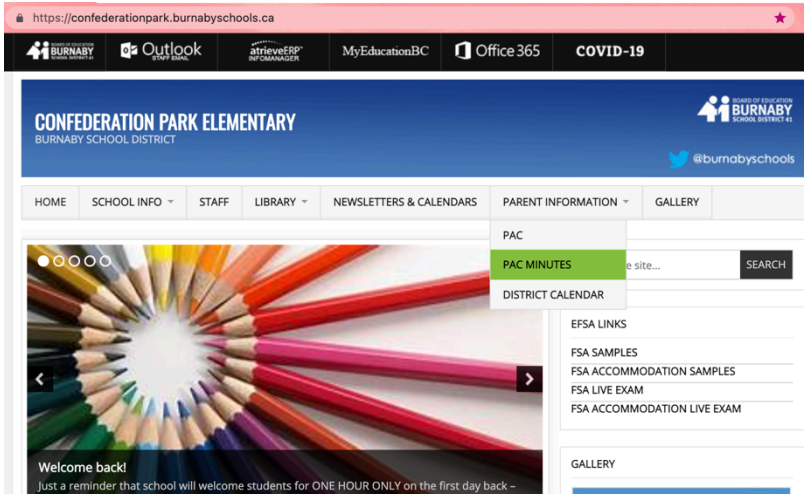 https://confederationpark.burnabyschools.ca
BOARD OF EDUCATION
BURNABY
SCHOOL DISTRICT 41
Outlook
STAFF EMAIL
atrieveERP
INFOMANAGER
MyEducationBC
Office 365
COVID-19
CONFEDERATION PARK ELEMENTARY
BURNABY SCHOOL DISTRICT
BOARD OF EDUCATION
BURNABY
SCHOOL DISTRICT 41
@burnabyschools
HOME SCHOOL INFO STAFF LIBRARY NEWSLETTERS & CALENDARS PARENT INFORMATION GALLERY
PAC
PAC MINUTES
DISTRICT CALENDAR
e site...
SEARCH
EFSA LINKS
FSA SAMPLES
FSA ACCOMMODATION SAMPLES
FSA LIVE EXAM
FSA ACCOMMODATION LIVE EXAM
GALLERY
Welcome back!
Just a reminder that school will welcome students for ONE HOUR ONLY on the first day back –